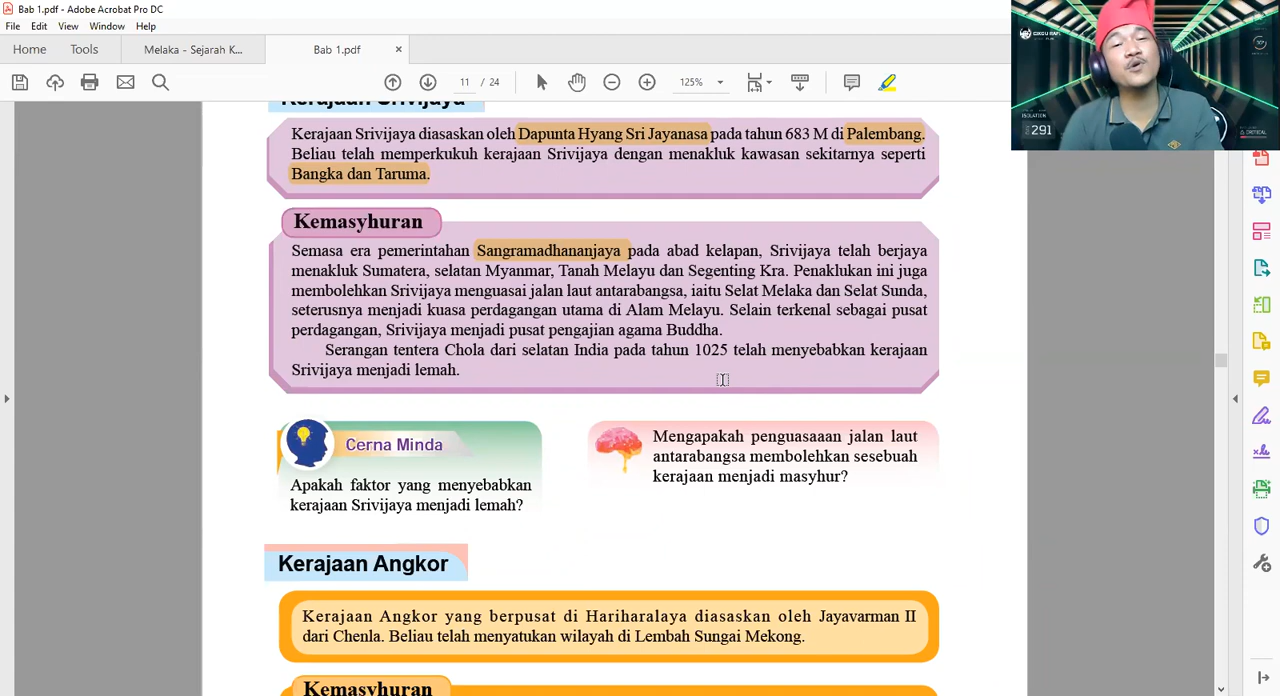 Bab 1.pdf - Adobe Acrobat Pro DC
File Edit View Window Help
Home Tools Melaka - Sejarah K... Bab 1.pdf ×
11 / 24 125%
ISOLATION
291
CRITICAL
Kerajaan Srivijaya
Kerajaan Srivijaya diasaskan oleh Dapunta Hyang Sri Jayanasa pada tahun 683 M di Palembang.
Beliau telah memperkukuh kerajaan Srivijaya dengan menakluk kawasan sekitarnya seperti
Bangka dan Taruma.
Kemasyhuran
Semasa era pemerintahan Sangramadhananjaya pada abad kelapan, Srivijaya telah berjaya
menakluk Sumatera, selatan Myanmar, Tanah Melayu dan Segenting Kra. Penaklukan ini juga
membolehkan Srivijaya menguasai jalan laut antarabangsa, iaitu Selat Melaka dan Selat Sunda,
seterusnya menjadi kuasa perdagangan utama di Alam Melayu. Selain terkenal sebagai pusat
perdagangan, Srivijaya menjadi pusat pengajian agama Buddha.
Serangan tentera Chola dari selatan India pada tahun 1025 telah menyebabkan kerajaan
Srivijaya menjadi lemah.
Cerna Minda
Apakah faktor yang menyebabkan
kerajaan Srivijaya menjadi lemah?
Mengapakah penguasaaan jalan laut
antarabangsa membolehkan sesebuah
kerajaan menjadi masyhur?
Kerajaan Angkor
Kerajaan Angkor yang berpusat di Hariharalaya diasaskan oleh Jayavarman II
dari Chenla. Beliau telah menyatukan wilayah di Lembah Sungai Mekong.
Kemasyhuran